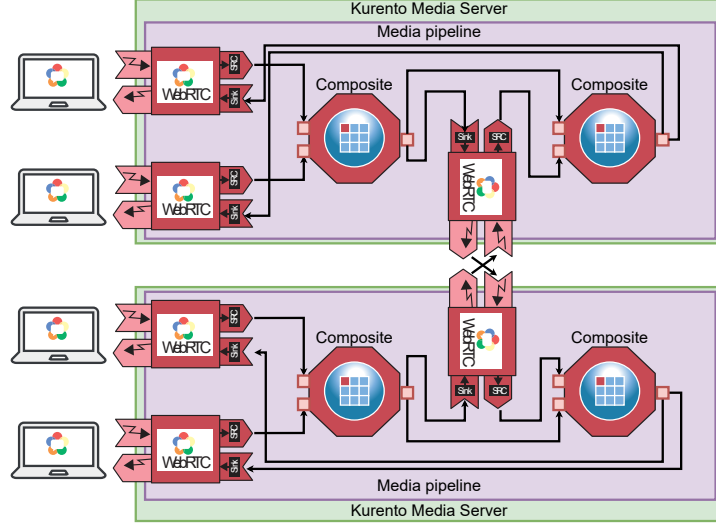 Kurento Media Server
Media pipeline
WebRTC
SRC
Sink
Composite
Composite
Sink
SRC
WebRTC
WebRTC
SRC
Sink
WebRTC
SRC
Sink
WebRTC
Composite
Composite
Sink
SRC
WebRTC
SRC
Sink
Media pipeline
Kurento Media Server